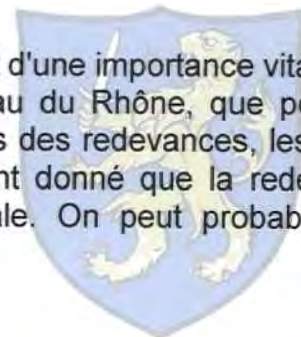 d'une importance vita
au du Rhône, que p
s des redevances, les
nt donné que la rede
ale. On peut probab